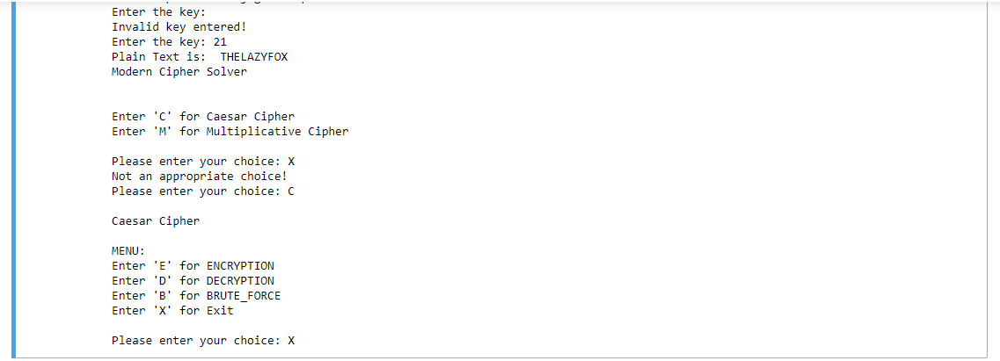 Enter the key:
Invalid key entered!
Enter the key: 21
Plain Text is:  THELAZYFOX
Modern Cipher Solver
Enter 'C' for Caesar Cipher
Enter 'M' for Multiplicative Cipher
Please enter your choice: X
Not an appropriate choice!
Please enter your choice: C
Caesar Cipher
MENU:
Enter 'E' for ENCRYPTION
Enter 'D' for DECRYPTION
Enter 'B' for BRUTE_FORCE
Enter 'X' for Exit
Please enter your choice: X